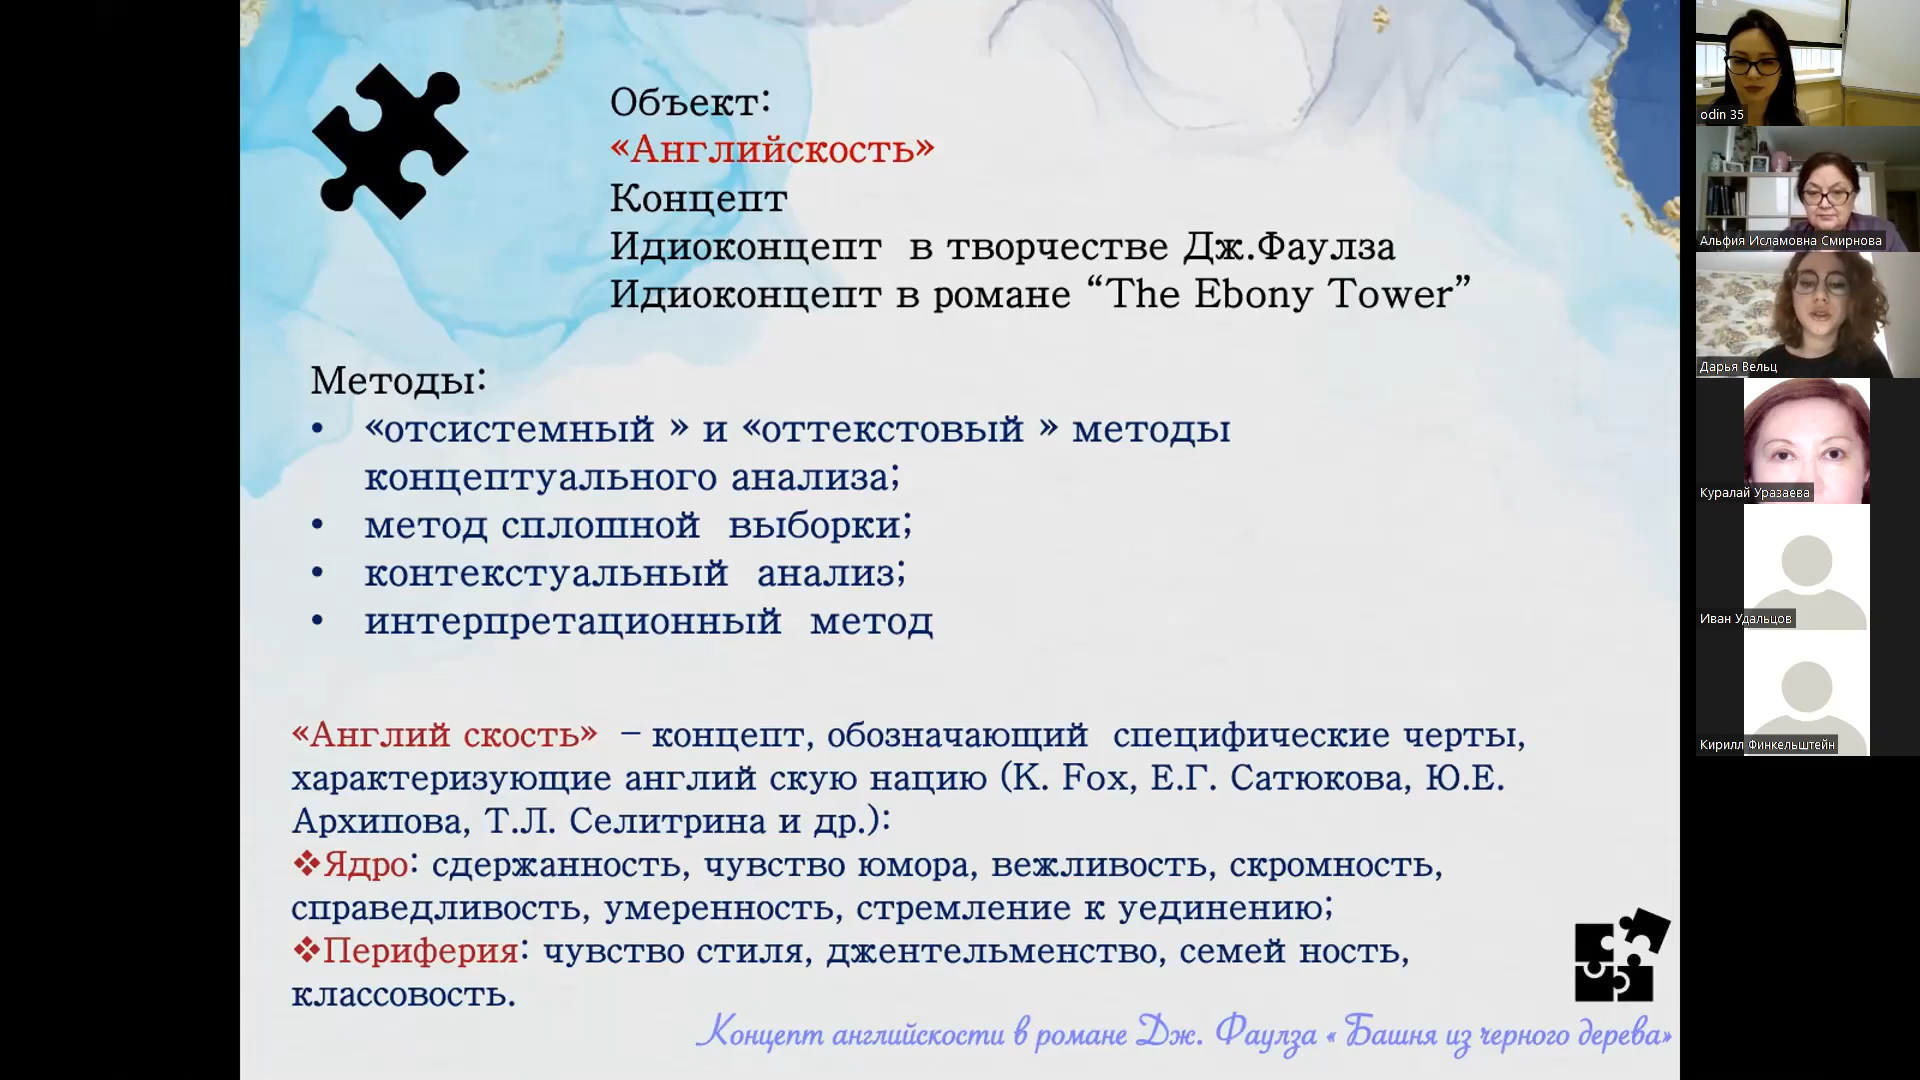 Объект:
«Английскость»
Концепт
Идиоконцепт в творчестве Дж.Фаулза
Идиоконцепт в романе “The Ebony Tower”
Методы:
• «отсистемный » и «оттекстовый » методы
концептуального анализа;
• метод сплошной выборки;
• контекстуальный анализ;
• интерпретационный метод
«Англий скость» – концепт, обозначающий специфические черты,
характеризующие англий скую нацию (K. Fox, Е.Г. Сатюкова, Ю.Е.
Архипова, Т.Л. Селитрина и др.):
❖Ядро: сдержанность, чувство юмора, вежливость, скромность,
справедливость, умеренность, стремление к уединению;
❖Периферия: чувство стиля, джентельменство, семей ность,
классовость.
Концепт английскости в романе Дж. Фаулза « Башня из черного дерева»
odin 35
Альфия Исламовна Смирнова
Дарья Вельц
Куралай Уразаева
Иван Удальцов
Кирилл Финкельштейн